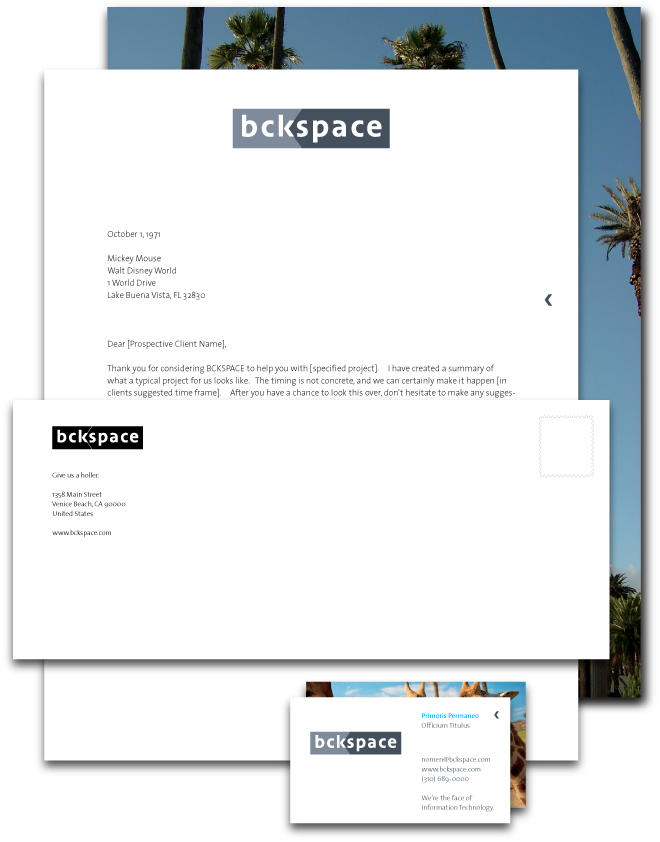 bckspace
October 1, 1971
Mickey Mouse
Walt Disney World
1 World Drive
Lake Buena Vista, FL 32830
Dear [Prospective Client Name],
Thank you for considering BCKSPACE to help you with [specified project]. I have created a summary of
what a typical project for us looks like. The timing is not concrete, and we can certainly make it happen [in
clients suggested time frame]. After you have a chance to look this over, don't hesitate to make any sugges-
bckspace
Give us a holler.
1358 Main Street
Venice Beach, CA 90000
United States
www.bckspace.com
bckspace
Primoris Permaneo
Officium Titulus
nomen@bckspace.com
www.bckspace.com
(310) 689-0000
We're the face of
Information Technology.